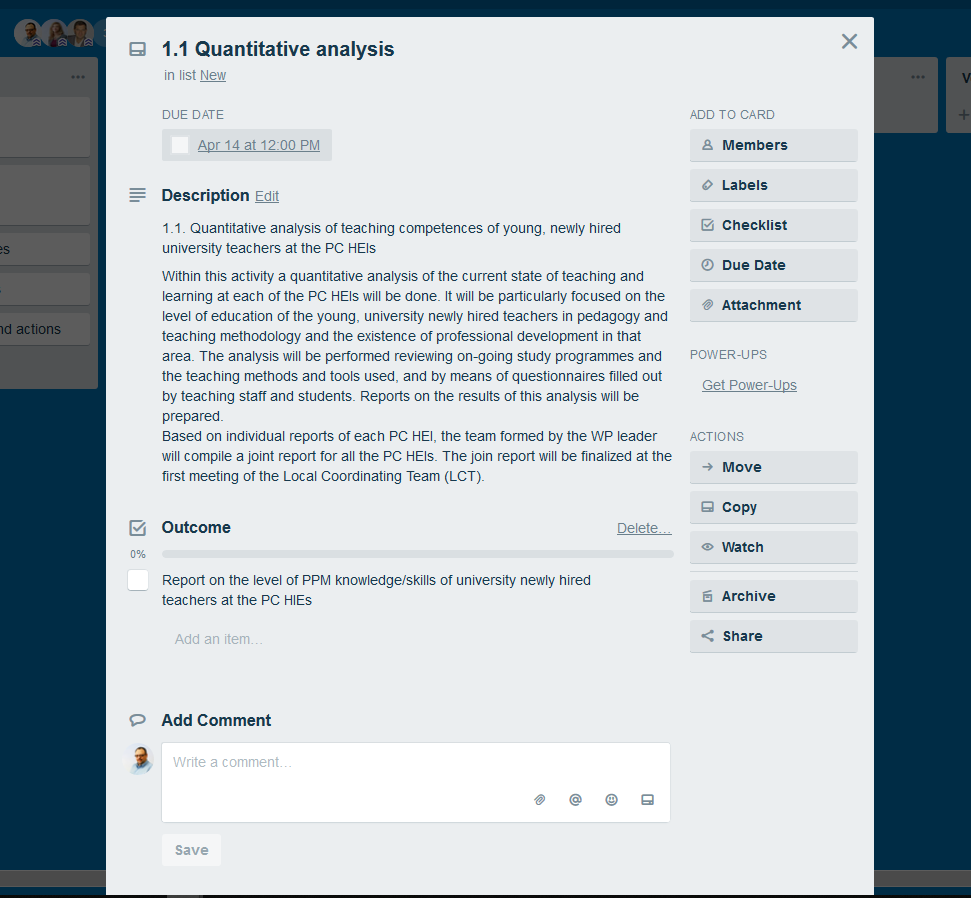 1.1 Quantitative analysis
in list New
DUE DATE
Apr 14 at 12:00 PM
Description Edit
1.1. Quantitative analysis of teaching competences of young, newly hired
university teachers at the PC HEIs
Within this activity a quantitative analysis of the current state of teaching and
learning at each of the PC HEIs will be done. It will be particularly focused on the
level of education of the young, university newly hired teachers in pedagogy and
teaching methodology and the existence of professional development in that
area. The analysis will be performed reviewing on-going study programmes and
the teaching methods and tools used, and by means of questionnaires filled out
by teaching staff and students. Reports on the results of this analysis will be
prepared.
Based on individual reports of each PC HEI, the team formed by the WP leader
will compile a joint report for all the PC HEIs. The join report will be finalized at the
first meeting of the Local Coordinating Team (LCT).
Outcome Delete...
0%
Report on the level of PPM knowledge/skills of university newly hired
teachers at the PC HIEs
Add an item...
Add Comment
Write a comment...
Save
ADD TO CARD
Members
Labels
Checklist
Due Date
Attachment
POWER-UPS
Get Power-Ups
ACTIONS
Move
Copy
Watch
Archive
Share
nd actions